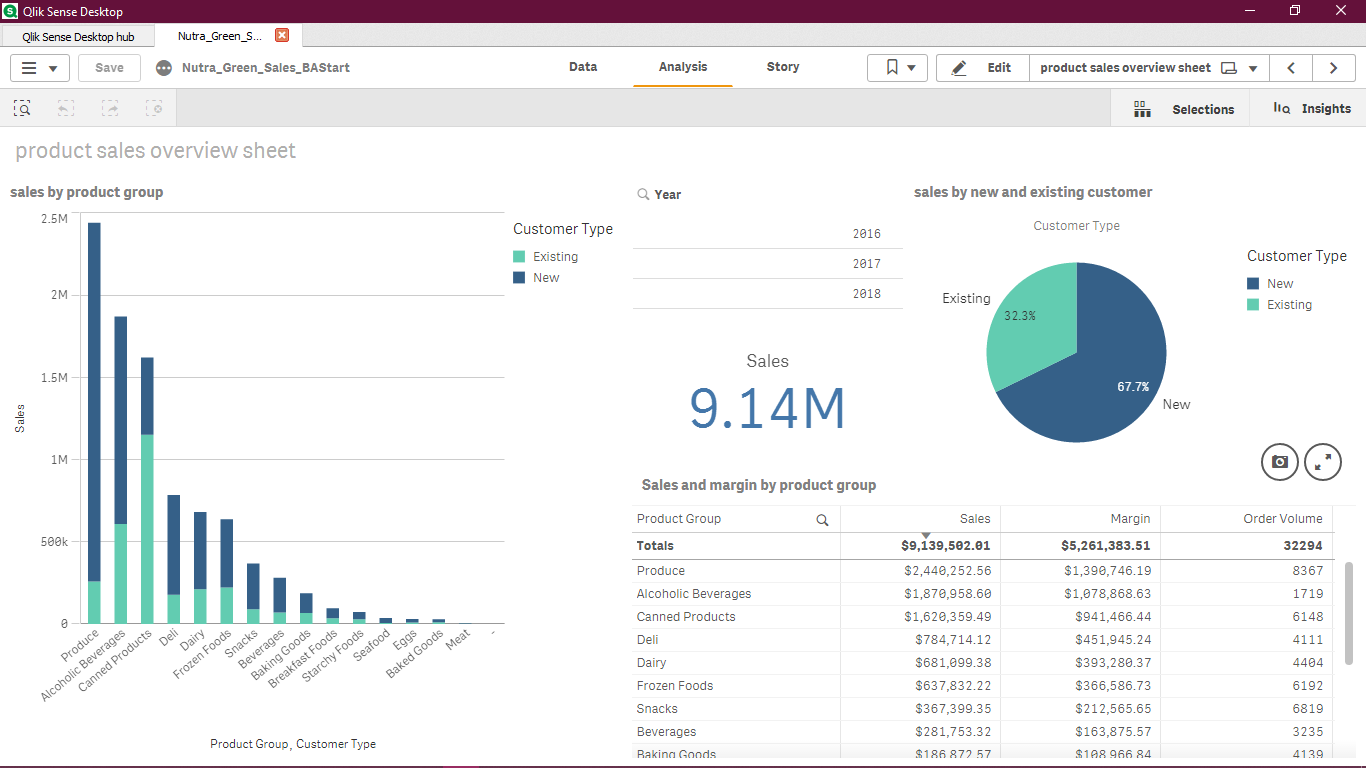 Qlik Sense Desktop
Qlik Sense Desktop hub
Nutra_Green_S...
Save
Nutra_Green_Sales_BAStart
Data
Analysis
Story
Edit
product sales overview sheet
Selections
Insights
product sales overview sheet
sales by product group
2.5M
2M
1.5M
1M
500k
0
Sales
Produce
Alcoholic Beverages
Canned Products
Deli
Dairy
Frozen Foods
Snacks
Beverages
Baking Goods
Breakfast Foods
Starchy Foods
Seafood
Eggs
Baked Goods
Meat
-
Product Group, Customer Type
Customer Type
Existing
New
Year
2016
2017
2018
Sales
9.14M
sales by new and existing customer
Customer Type
Existing
32.3%
67.7%
New
Customer Type
New
Existing
Sales and margin by product group
Product Group Sales Margin Order Volume
Totals $9,139,502.01 $5,261,383.51 32294
Produce $2,440,252.56 $1,390,746.19 8367
Alcoholic Beverages $1,870,958.60 $1,078,868.63 1719
Canned Products $1,620,359.49 $941,466.44 6148
Deli $784,714.12 $451,945.24 4111
Dairy $681,099.38 $393,280.37 4404
Frozen Foods $637,832.22 $366,586.73 6192
Snacks $367,399.35 $212,565.65 6819
Beverages $281,753.32 $163,875.57 3235
Baking Goods $186,872.57 $108,966.84 4139